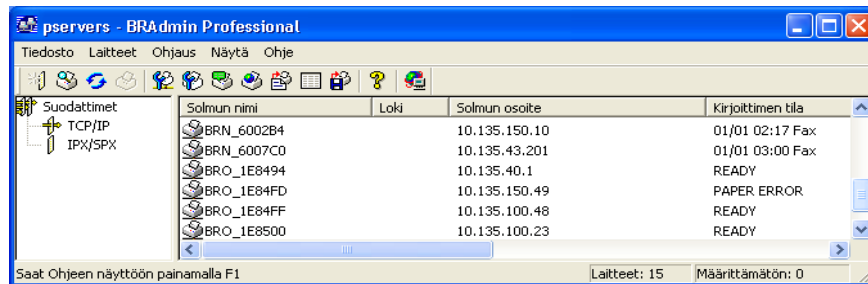 pservers - BRAdmin Professional
Tiedosto Laitteet Ohjaus Näytä Ohje
Suodattimet
TCP/IP
IPX/SPX
Solmun nimi Loki Solmun osoite Kirjoittimen tila
BRN_6002B4 10.135.150.10 01/01 02:17 Fax
BRN_6007C0 10.135.43.201 01/01 03:00 Fax
BRO_1E8494 10.135.40.1 READY
BRO_1E84FD 10.135.150.49 PAPER ERROR
BRO_1E84FF 10.135.100.48 READY
BRO_1E8500 10.135.100.23 READY
Saat Ohjeen näyttöön painamalla F1 Laitteet: 15 Määrittämätön: 0